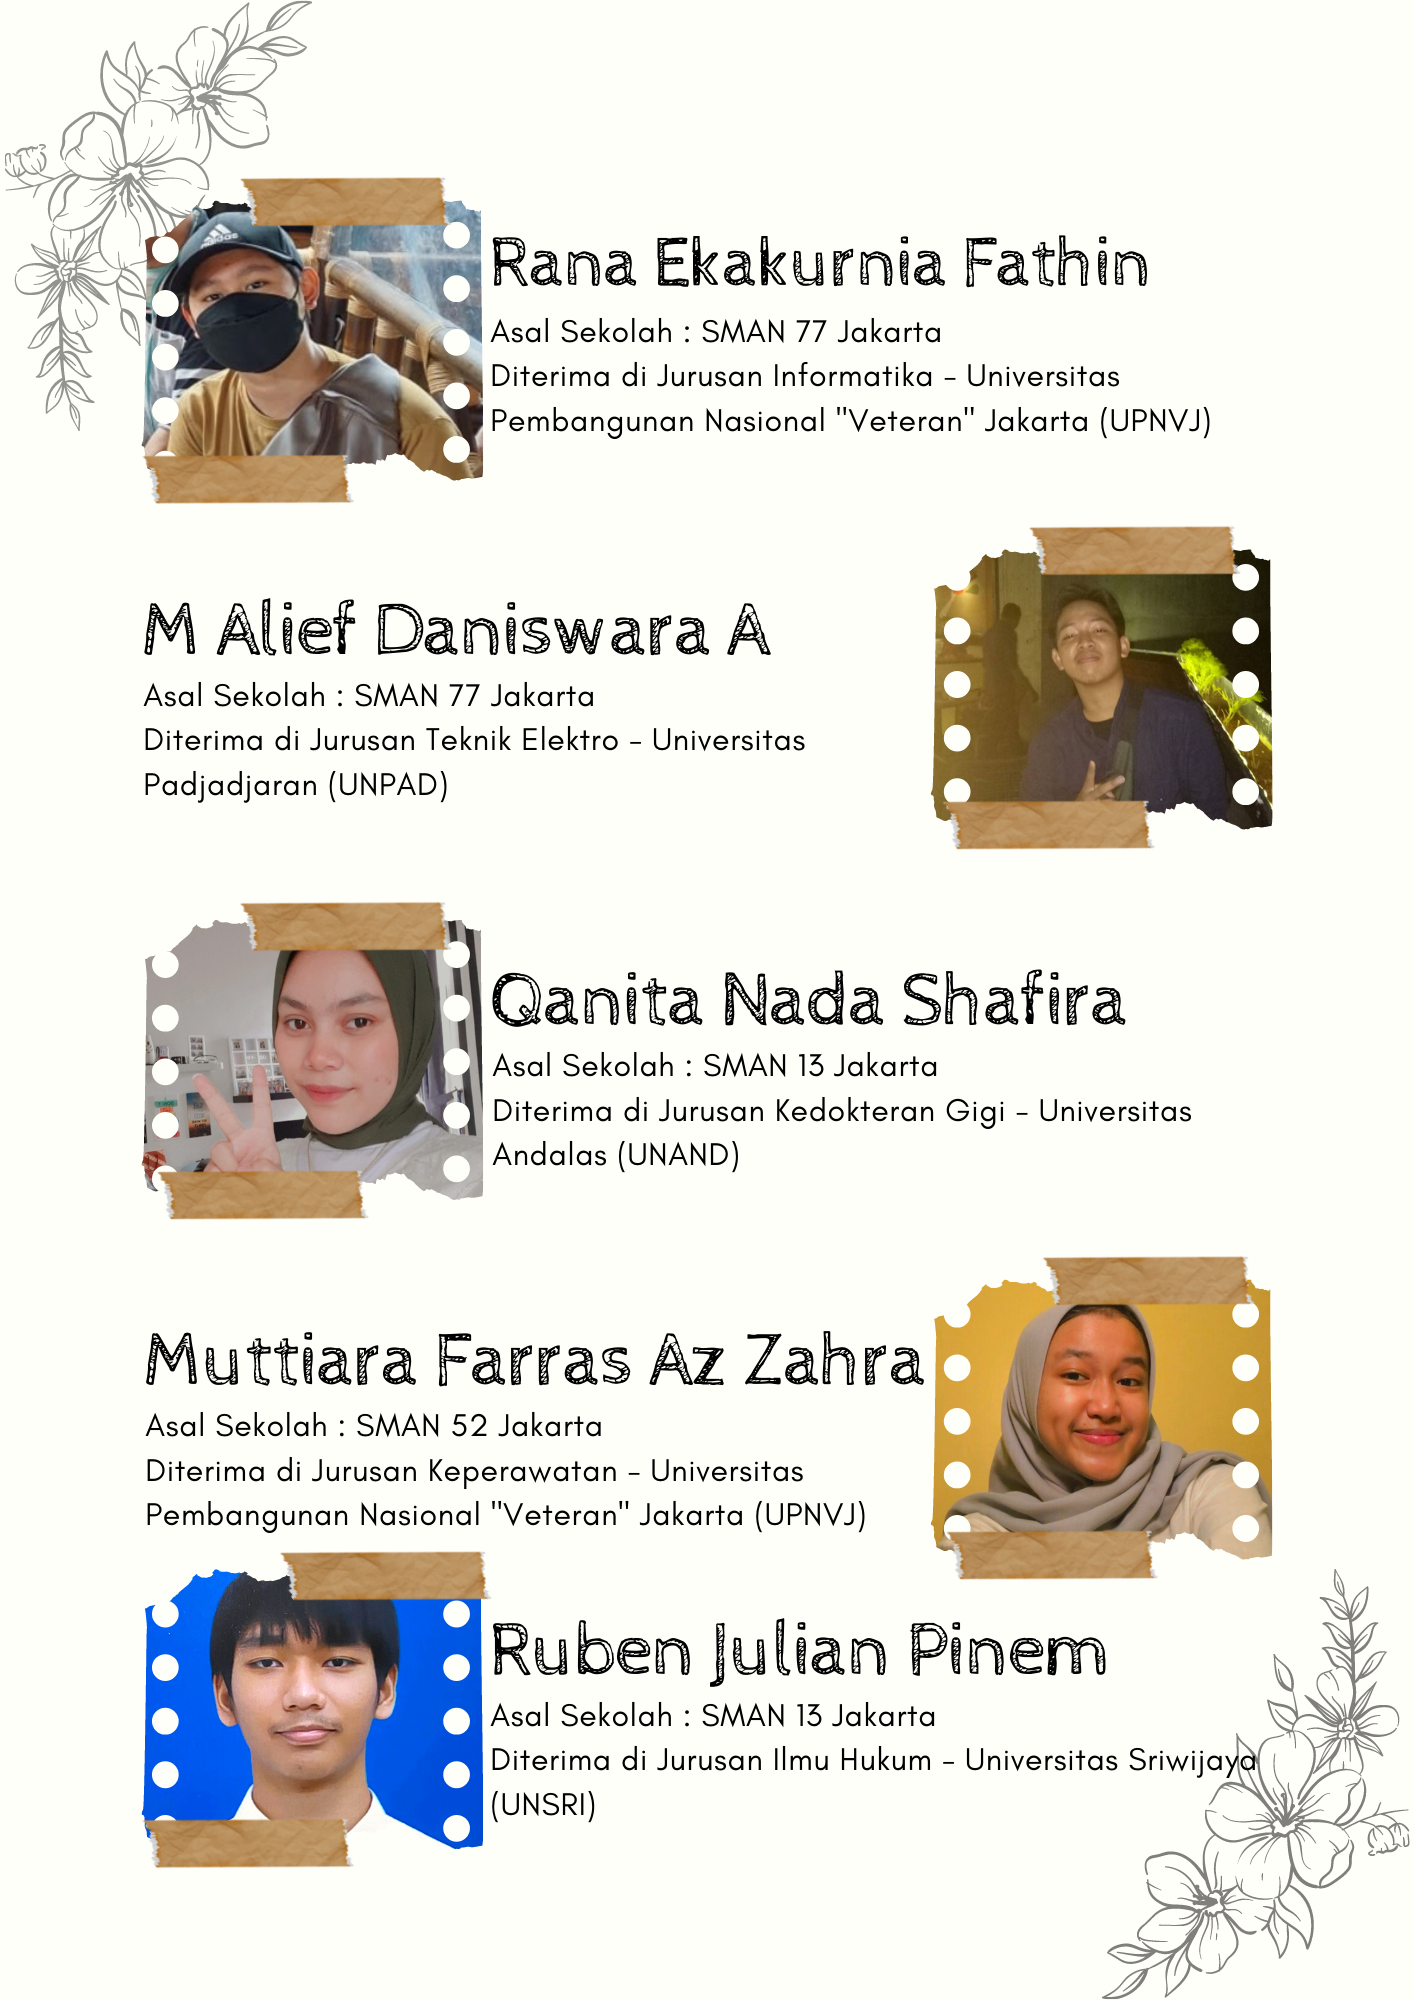 adidas
Rana Ekakurnia Fathin
Asal Sekolah : SMAN 77 Jakarta
Diterima di Jurusan Informatika - Universitas
Pembangunan Nasional "Veteran" Jakarta (UPNVJ)
M Alief Daniswara A
Asal Sekolah : SMAN 77 Jakarta
Diterima di Jurusan Teknik Elektro - Universitas
Padjadjaran (UNPAD)
Qanita Nada Shafira
Asal Sekolah : SMAN 13 Jakarta
Diterima di Jurusan Kedokteran Gigi - Universitas
Andalas (UNAND)
Muttiara Farras Az Zahra
Asal Sekolah : SMAN 52 Jakarta
Diterima di Jurusan Keperawatan - Universitas
Pembangunan Nasional "Veteran" Jakarta (UPNVJ)
Ruben Julian Pinem
Asal Sekolah : SMAN 13 Jakarta
Diterima di Jurusan Ilmu Hukum - Universitas Sriwijaya
(UNSRI)